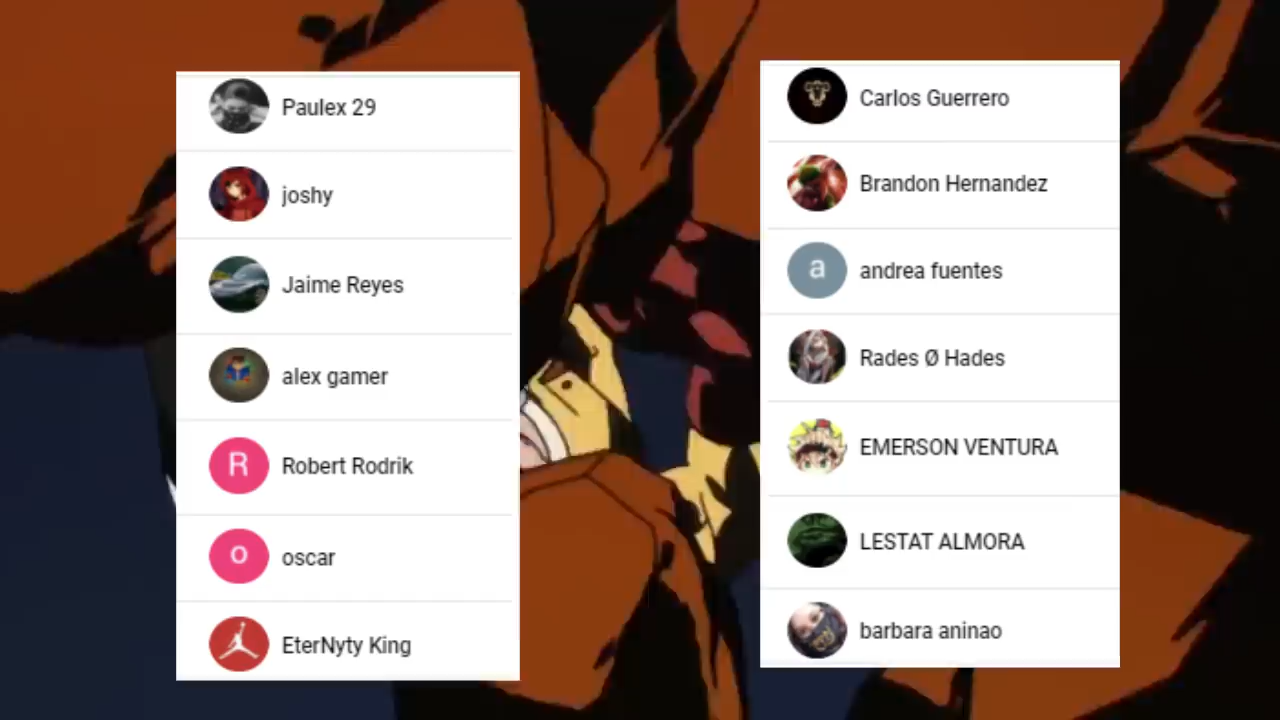 Paulex 29
joshy
Jaime Reyes
alex gamer
R
Robert Rodrik
o
oscar
EterNyty King
Carlos Guerrero
Brandon Hernandez
a
andrea fuentes
Rades Ø Hades
EMERSON VENTURA
LESTAT ALMORA
barbara aninao